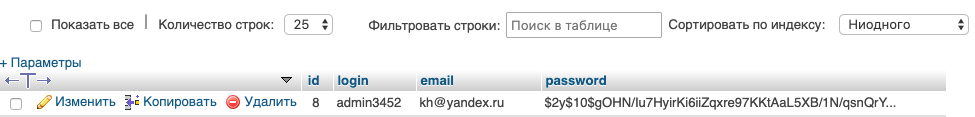 Показать все | Количество строк: 25 Фильтровать строки: Поиск в таблице Сортировать по индексу: Ниодного
+ Параметры
←T→ id login email password
Изменить Копировать Удалить 8 admin3452 kh@yandex.ru $2y$10$gOHN/Iu7HyirKi6iiZqxre97KKtAaL5XB/1N/qsnQrY...